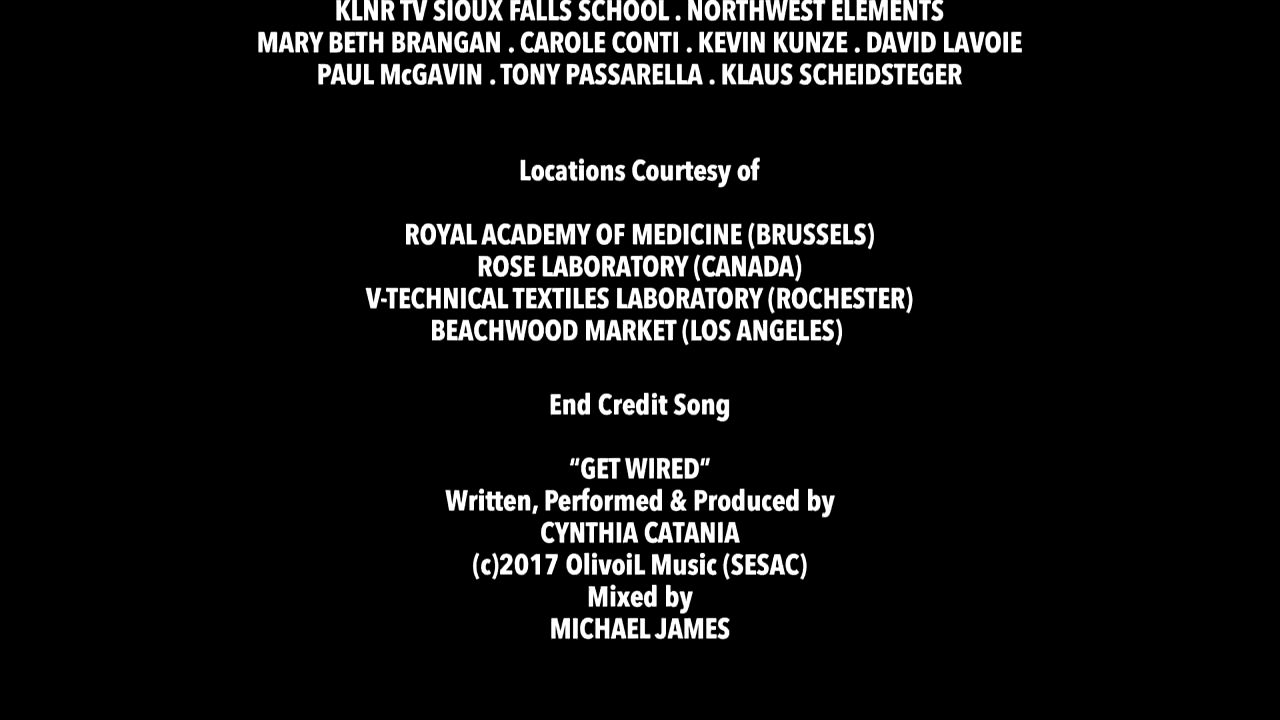 KLNR TV SIOUX FALLS SCHOOL . NORTHWEST ELEMENTS
MARY BETH BRANGAN . CAROLE CONTI . KEVIN KUNZE . DAVID LAVOIE
PAUL McGAVIN . TONY PASSARELLA . KLAUS SCHEIDSTEGER
Locations Courtesy of
ROYAL ACADEMY OF MEDICINE (BRUSSELS)
ROSE LABORATORY (CANADA)
V-TECHNICAL TEXTILES LABORATORY (ROCHESTER)
BEACHWOOD MARKET (LOS ANGELES)
End Credit Song
“GET WIRED”
Written, Performed & Produced by
CYNTHIA CATANIA
(c)2017 OlivoiL Music (SESAC)
Mixed by
MICHAEL JAMES